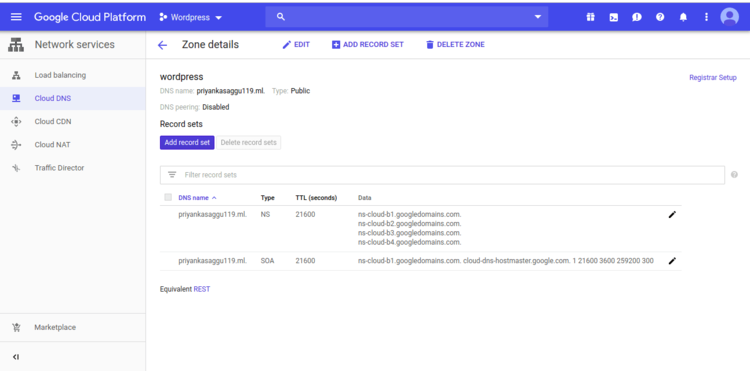 Google Cloud Platform
Wordpress
Network services
Zone details
EDIT
ADD RECORD SET
DELETE ZONE
Load balancing
Cloud DNS
Cloud CDN
Cloud NAT
Traffic Director
Marketplace
wordpress
Registrar Setup
DNS name: priyankasaggu119.ml. Type: Public
DNS peering: Disabled
Record sets
Add record set
Delete record sets
Filter record sets
DNS name Type TTL (seconds) Data
priyankasaggu119.ml. NS 21600 ns-cloud-b1.googledomains.com.
ns-cloud-b2.googledomains.com.
ns-cloud-b3.googledomains.com.
ns-cloud-b4.googledomains.com.
priyankasaggu119.ml. SOA 21600 ns-cloud-b1.googledomains.com. cloud-dns-hostmaster.google.com. 1 21600 3600 259200 300
Equivalent REST